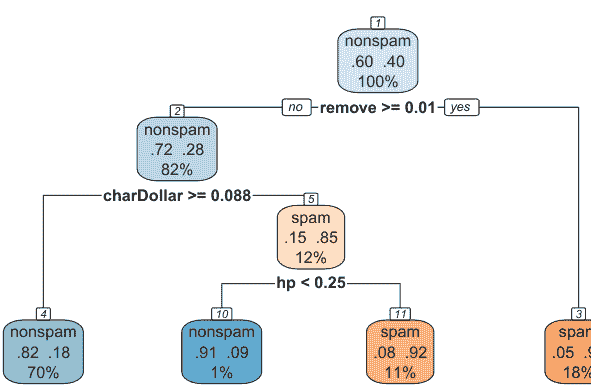 1
nonspam
.60 .40
100%
no remove >= 0.01 yes
2
nonspam
.72 .28
82%
charDollar >= 0.088
5
spam
.15 .85
12%
hp < 0.25
4
nonspam
.82 .18
70%
10
nonspam
.91 .09
1%
11
spam
.08 .92
11%
3
.05
18%